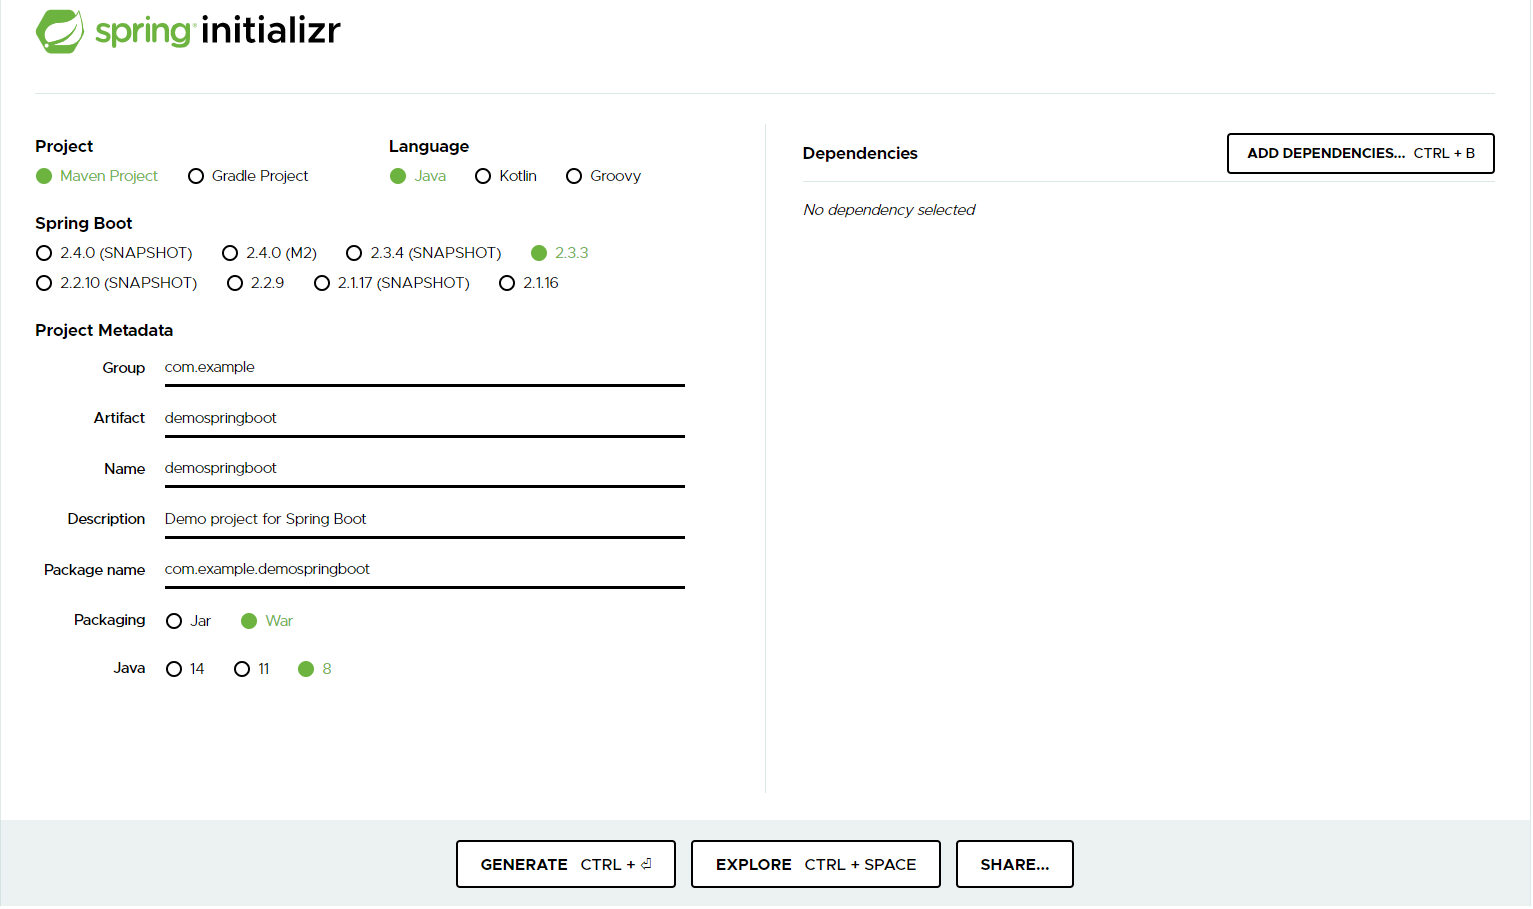 spring initializr
Project
Maven Project Gradle Project
Language
Java Kotlin Groovy
Spring Boot
2.4.0 (SNAPSHOT) 2.4.0 (M2) 2.3.4 (SNAPSHOT) 2.3.3
2.2.10 (SNAPSHOT) 2.2.9 2.1.17 (SNAPSHOT) 2.1.16
Project Metadata
Group com.example
Artifact demospringboot
Name demospringboot
Description Demo project for Spring Boot
Package name com.example.demospringboot
Packaging Jar War
Java 14 11 8
Dependencies
ADD DEPENDENCIES... CTRL + B
No dependency selected
GENERATE CTRL + ⏎
EXPLORE CTRL + SPACE
SHARE...